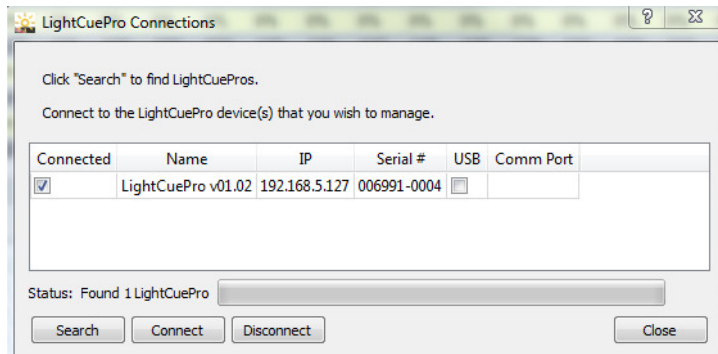 LightCuePro Connections
Click "Search" to find LightCuePros.
Connect to the LightCuePro device(s) that you wish to manage.
Connected Name IP Serial # USB Comm Port
LightCuePro v01.02 192.168.5.127 006991-0004
Status: Found 1 LightCuePro
Search Connect Disconnect Close